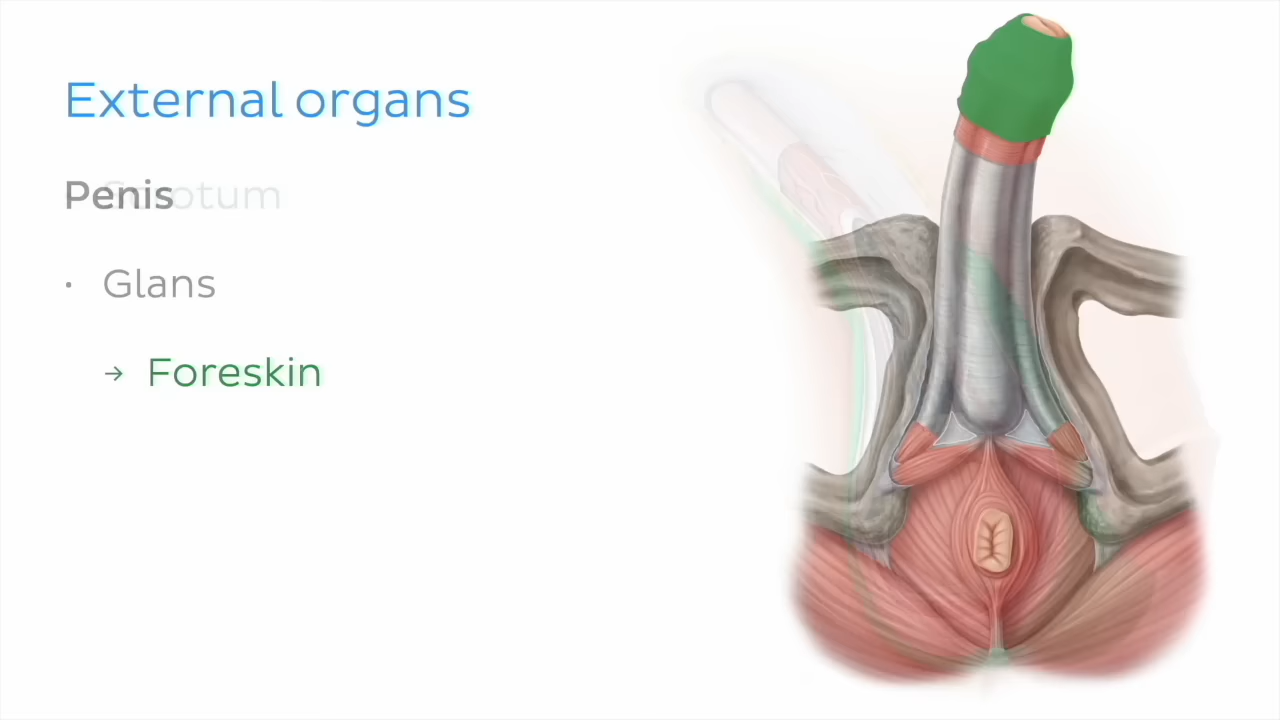 External organs
Penis
• Glans
→ Foreskin